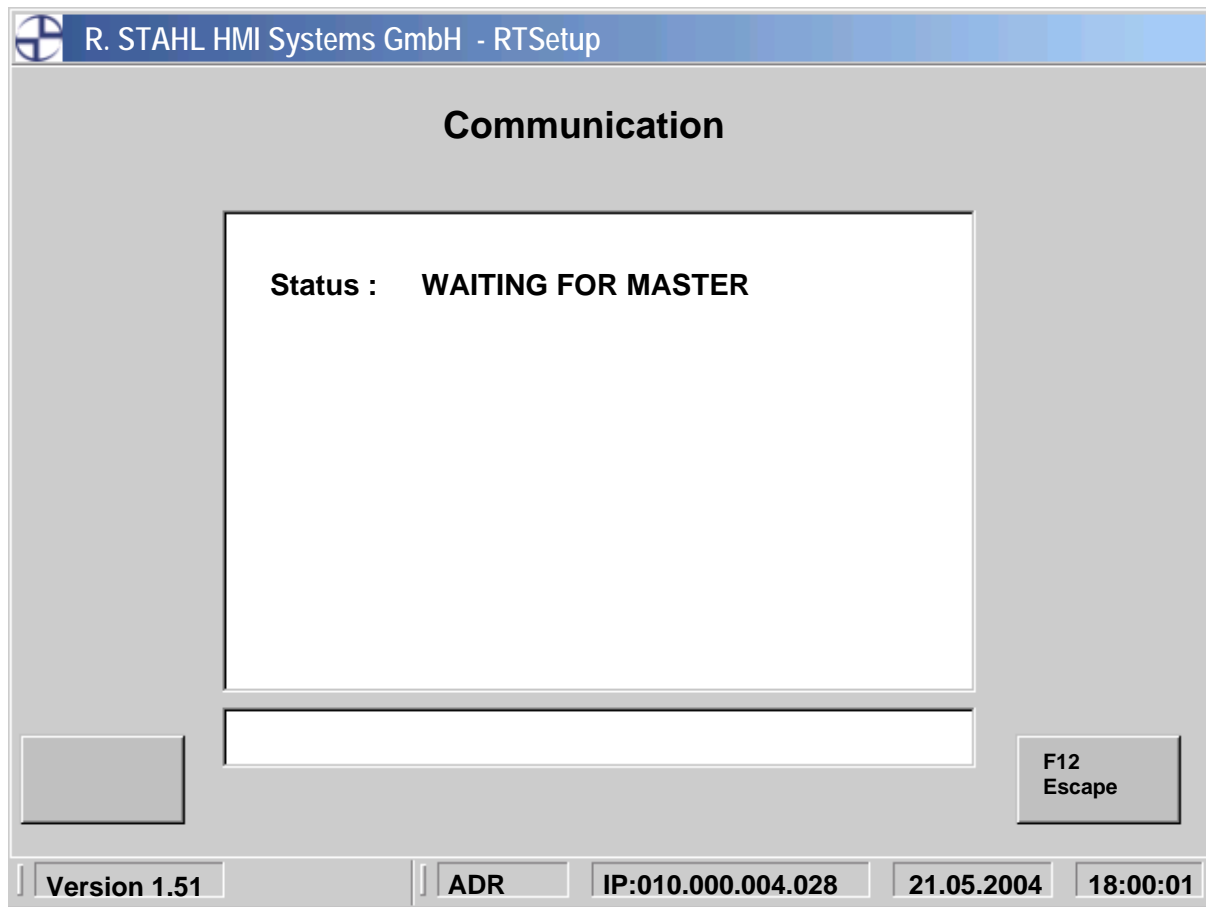 R. STAHL HMI Systems GmbH - RTSetup
Communication
Status : WAITING FOR MASTER
F12
Escape
Version 1.51 ADR IP:010.000.004.028 21.05.2004 18:00:01